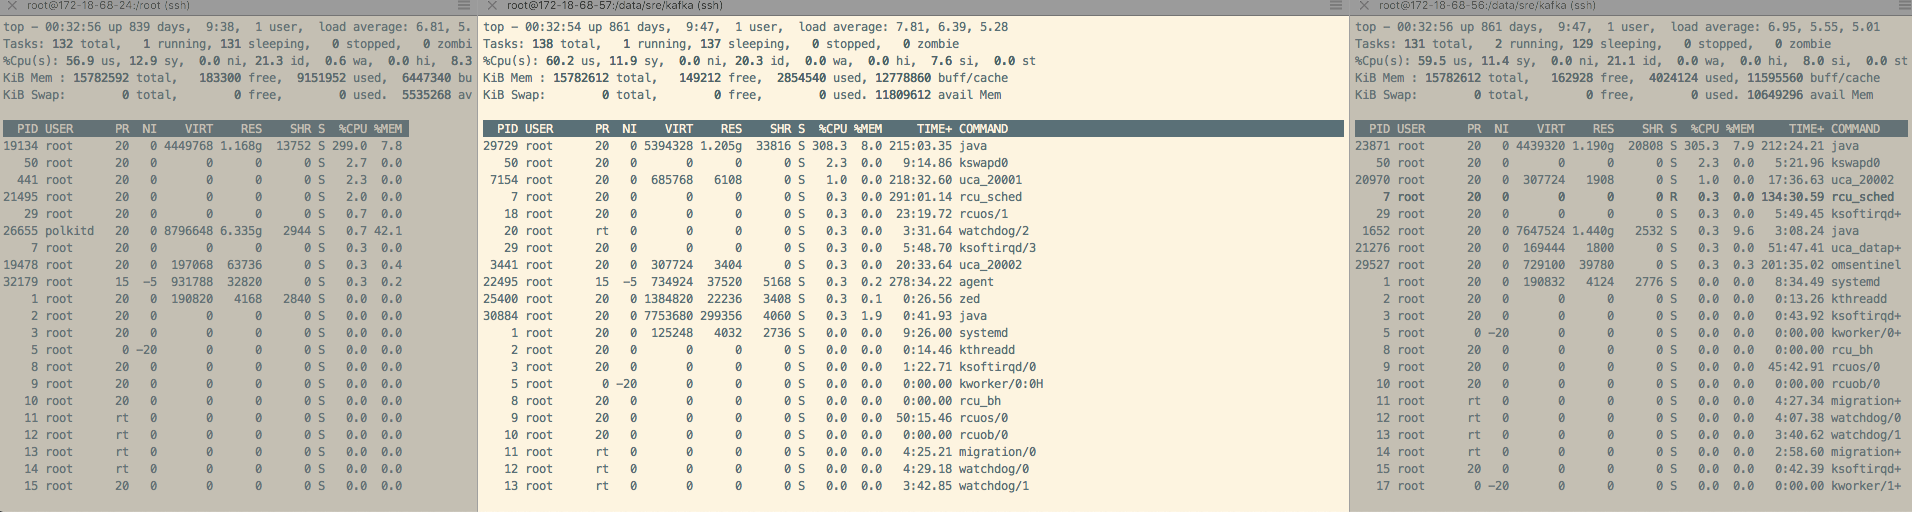 root@172-18-68-24:/root (ssh)
top - 00:32:56 up 839 days,  9:38,  1 user,  load average: 6.81, 5.
Tasks: 132 total,   1 running, 131 sleeping,   0 stopped,   0 zombi
%Cpu(s): 56.9 us, 12.9 sy,  0.0 ni, 21.3 id,  0.6 wa,  0.0 hi,  8.3
KiB Mem : 15782592 total,   183300 free,  9151952 used,  6447340 bu
KiB Swap:        0 total,        0 free,        0 used.  5535268 av
PID USER PR NI VIRT RES SHR S %CPU %MEM
19134 root 20 0 4449768 1.168g 13752 S 299.0 7.8
50 root 20 0 0 0 0 S 2.7 0.0
441 root 20 0 0 0 0 S 2.3 0.0
21495 root 20 0 0 0 0 S 2.0 0.0
29 root 20 0 0 0 0 S 0.7 0.0
26655 polkitd 20 0 8796648 6.335g 2944 S 0.7 42.1
7 root 20 0 0 0 0 S 0.3 0.0
19478 root 20 0 197068 63736 0 S 0.3 0.4
32179 root 15 -5 931788 32820 0 S 0.3 0.2
1 root 20 0 190820 4168 2840 S 0.0 0.0
2 root 20 0 0 0 0 S 0.0 0.0
3 root 20 0 0 0 0 S 0.0 0.0
5 root 0 -20 0 0 0 S 0.0 0.0
8 root 20 0 0 0 0 S 0.0 0.0
9 root 20 0 0 0 0 S 0.0 0.0
10 root 20 0 0 0 0 S 0.0 0.0
11 root rt 0 0 0 0 S 0.0 0.0
12 root rt 0 0 0 0 S 0.0 0.0
13 root rt 0 0 0 0 S 0.0 0.0
14 root rt 0 0 0 0 S 0.0 0.0
15 root 20 0 0 0 0 S 0.0 0.0
root@172-18-68-57:/data/sre/kafka (ssh)
top - 00:32:54 up 861 days,  9:47,  1 user,  load average: 7.81, 6.39, 5.28
Tasks: 138 total,   1 running, 137 sleeping,   0 stopped,   0 zombie
%Cpu(s): 60.2 us, 11.9 sy,  0.0 ni, 20.3 id,  0.0 wa,  0.0 hi,  7.6 si,  0.0 st
KiB Mem : 15782612 total,   149212 free,  2854540 used, 12778860 buff/cache
KiB Swap:        0 total,        0 free,        0 used. 11809612 avail Mem
PID USER PR NI VIRT RES SHR S %CPU %MEM TIME+ COMMAND
29729 root 20 0 5394328 1.205g 33816 S 308.3 8.0 215:03.35 java
50 root 20 0 0 0 0 S 2.3 0.0 9:14.86 kswapd0
7154 root 20 0 685768 6108 0 S 1.0 0.0 218:32.60 uca_20001
7 root 20 0 0 0 0 S 0.3 0.0 291:01.14 rcu_sched
18 root 20 0 0 0 0 S 0.3 0.0 23:19.72 rcuos/1
20 root rt 0 0 0 0 S 0.3 0.0 3:31.64 watchdog/2
29 root 20 0 0 0 0 S 0.3 0.0 5:48.70 ksoftirqd/3
3441 root 20 0 307724 3404 0 S 0.3 0.0 20:33.64 uca_20002
22495 root 15 -5 734924 37520 5168 S 0.3 0.2 278:34.22 agent
25400 root 20 0 1384820 22236 3408 S 0.3 0.1 0:26.56 zed
30884 root 20 0 7753680 299356 4060 S 0.3 1.9 0:41.93 java
1 root 20 0 125248 4032 2736 S 0.0 0.0 9:26.00 systemd
2 root 20 0 0 0 0 S 0.0 0.0 0:14.46 kthreadd
3 root 20 0 0 0 0 S 0.0 0.0 1:22.71 ksoftirqd/0
5 root 0 -20 0 0 0 S 0.0 0.0 0:00.00 kworker/0:0H
8 root 20 0 0 0 0 S 0.0 0.0 0:00.00 rcu_bh
9 root 20 0 0 0 0 S 0.0 0.0 50:15.46 rcuos/0
10 root 20 0 0 0 0 S 0.0 0.0 0:00.00 rcuob/0
11 root rt 0 0 0 0 S 0.0 0.0 4:25.21 migration/0
12 root rt 0 0 0 0 S 0.0 0.0 4:29.18 watchdog/0
13 root rt 0 0 0 0 S 0.0 0.0 3:42.85 watchdog/1
root@172-18-68-56:/data/sre/kafka (ssh)
top - 00:32:56 up 861 days,  9:47,  1 user,  load average: 6.95, 5.55, 5.01
Tasks: 131 total,   2 running, 129 sleeping,   0 stopped,   0 zombie
%Cpu(s): 59.5 us, 11.4 sy,  0.0 ni, 21.1 id,  0.0 wa,  0.0 hi,  8.0 si,  0.0 st
KiB Mem : 15782612 total,   162928 free,  4024124 used, 11595560 buff/cache
KiB Swap:        0 total,        0 free,        0 used. 10649296 avail Mem
PID USER PR NI VIRT RES SHR S %CPU %MEM TIME+ COMMAND
23871 root 20 0 4439320 1.190g 20808 S 305.3 7.9 212:24.21 java
50 root 20 0 0 0 0 S 2.3 0.0 5:21.96 kswapd0
20970 root 20 0 307724 1908 0 S 1.0 0.0 17:36.63 uca_20002
7 root 20 0 0 0 0 R 0.3 0.0 134:30.59 rcu_sched
29 root 20 0 0 0 0 S 0.3 0.0 5:49.45 ksoftirqd+
1652 root 20 0 7647524 1.440g 2532 S 0.3 9.6 3:08.24 java
21276 root 20 0 169444 1800 0 S 0.3 0.0 51:47.41 uca_datap+
29527 root 20 0 729100 39780 0 S 0.3 0.3 201:35.02 omsentinel
1 root 20 0 190832 4124 2776 S 0.0 0.0 8:34.49 systemd
2 root 20 0 0 0 0 S 0.0 0.0 0:13.26 kthreadd
3 root 20 0 0 0 0 S 0.0 0.0 0:43.92 ksoftirqd+
5 root 0 -20 0 0 0 S 0.0 0.0 0:00.00 kworker/0+
8 root 20 0 0 0 0 S 0.0 0.0 0:00.00 rcu_bh
9 root 20 0 0 0 0 S 0.0 0.0 45:42.91 rcuos/0
10 root 20 0 0 0 0 S 0.0 0.0 0:00.00 rcuob/0
11 root rt 0 0 0 0 S 0.0 0.0 4:27.34 migration+
12 root rt 0 0 0 0 S 0.0 0.0 4:07.38 watchdog/0
13 root rt 0 0 0 0 S 0.0 0.0 3:40.62 watchdog/1
14 root rt 0 0 0 0 S 0.0 0.0 2:58.60 migration+
15 root 20 0 0 0 0 S 0.0 0.0 0:42.39 ksoftirqd+
17 root 0 -20 0 0 0 S 0.0 0.0 0:00.00 kworker/1+